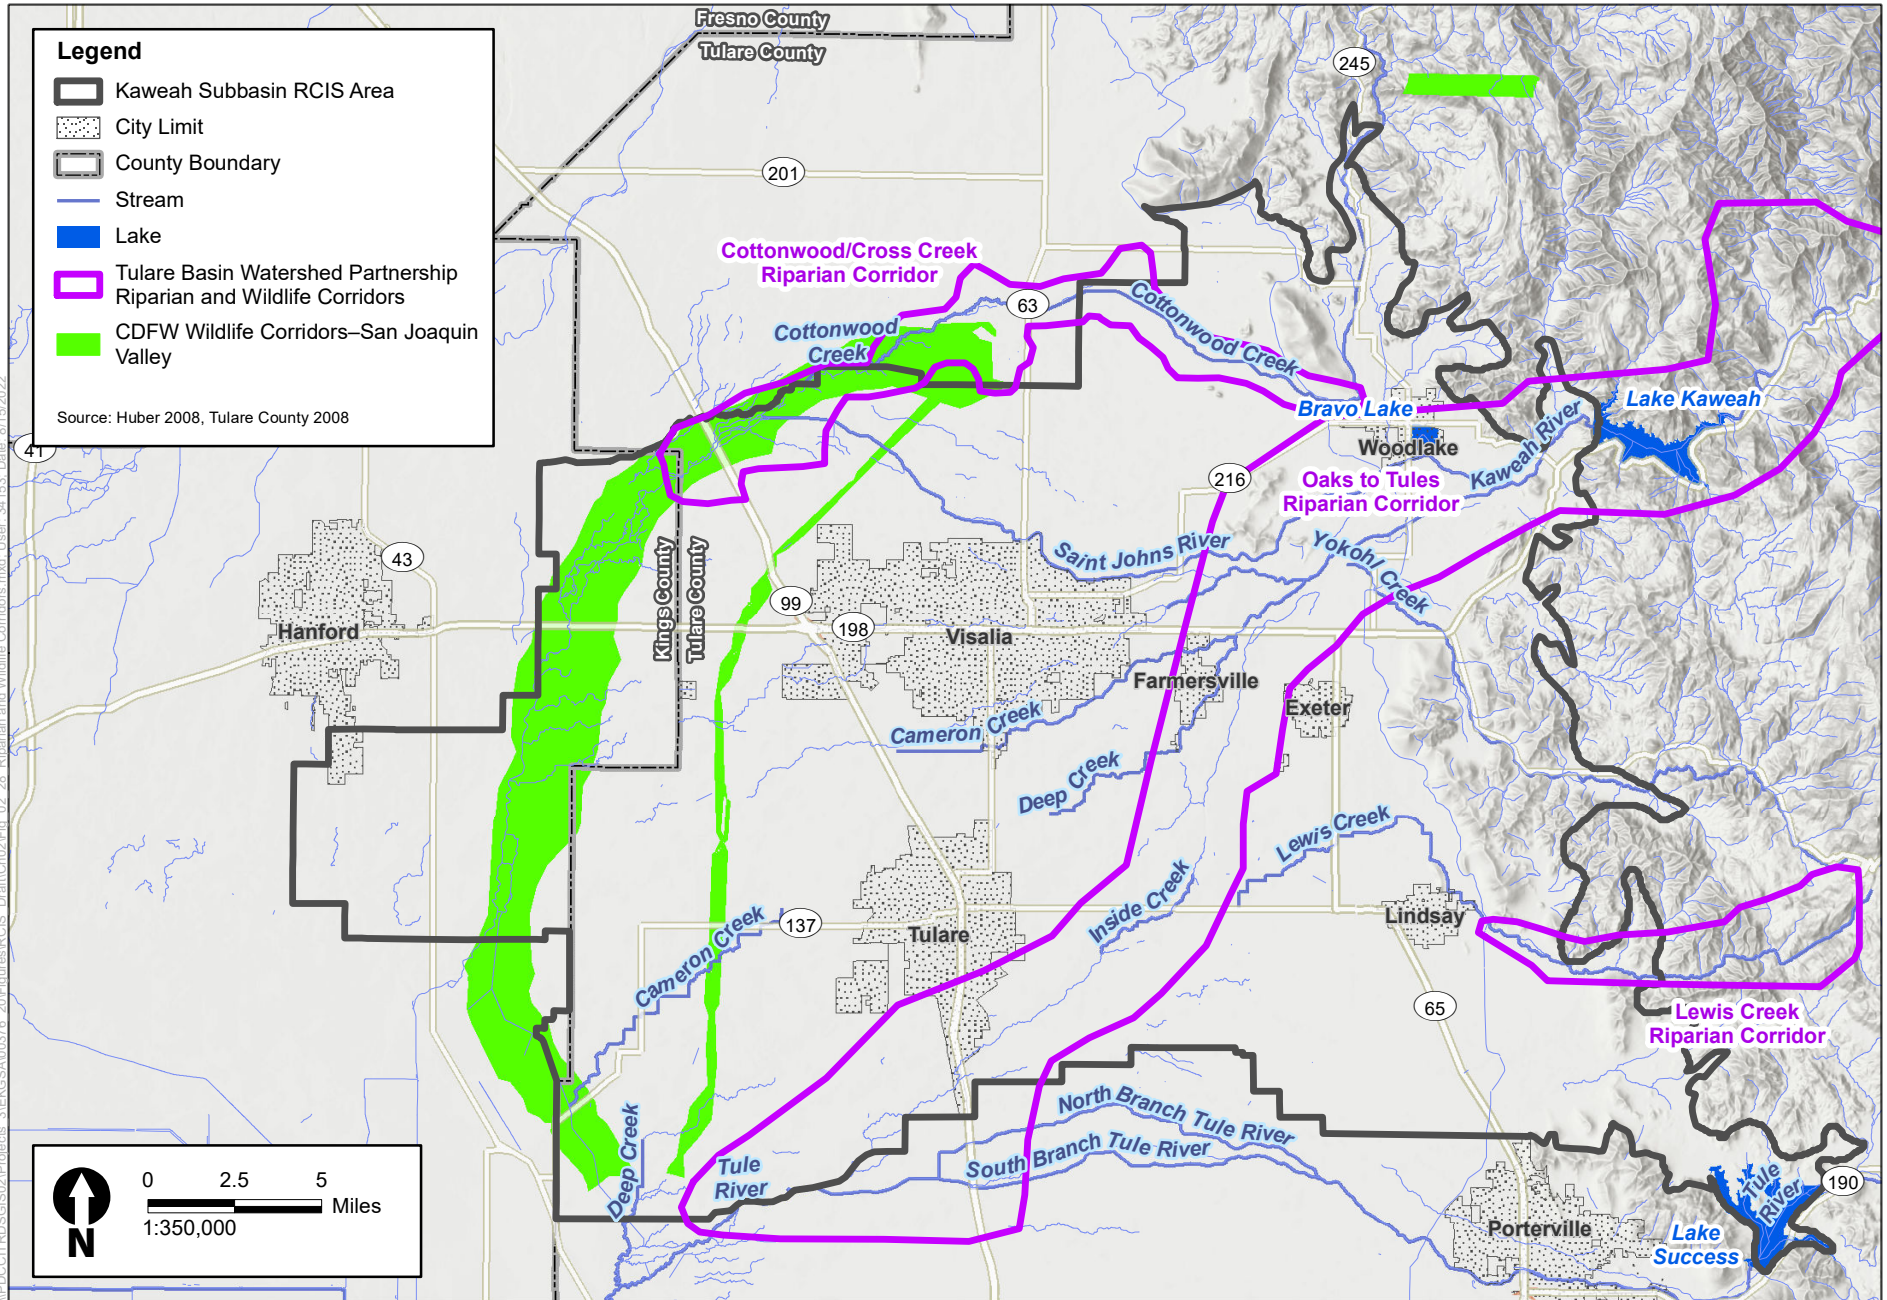 Legend
Kaweah Subbasin RCIS Area
City Limit
County Boundary
Stream
Lake
Tulare Basin Watershed Partnership
Riparian and Wildlife Corridors
CDFW Wildlife Corridors–San Joaquin
Valley
Source: Huber 2008, Tulare County 2008
Fresno County
Tulare County
245
201
Cottonwood/Cross Creek
Riparian Corridor
63
Cottonwood
Creek
Cottonwood Creek
Bravo Lake
Lake Kaweah
Woodlake
Kaweah River
41
216
Oaks to Tules
Riparian Corridor
Saint Johns River
Yokohl Creek
43
Kings County
Tulare County
99
198
Hanford
Visalia
Farmersville
Exeter
Cameron Creek
Deep Creek
Lewis Creek
Inside Creek
Lindsay
137
Tulare
Cameron Creek
65
Lewis Creek
Riparian Corridor
North Branch Tule River
South Branch Tule River
Deep Creek
Tule
River
Tule
River
190
Porterville
Lake
Success
0 2.5 5
Miles
1:350,000
N